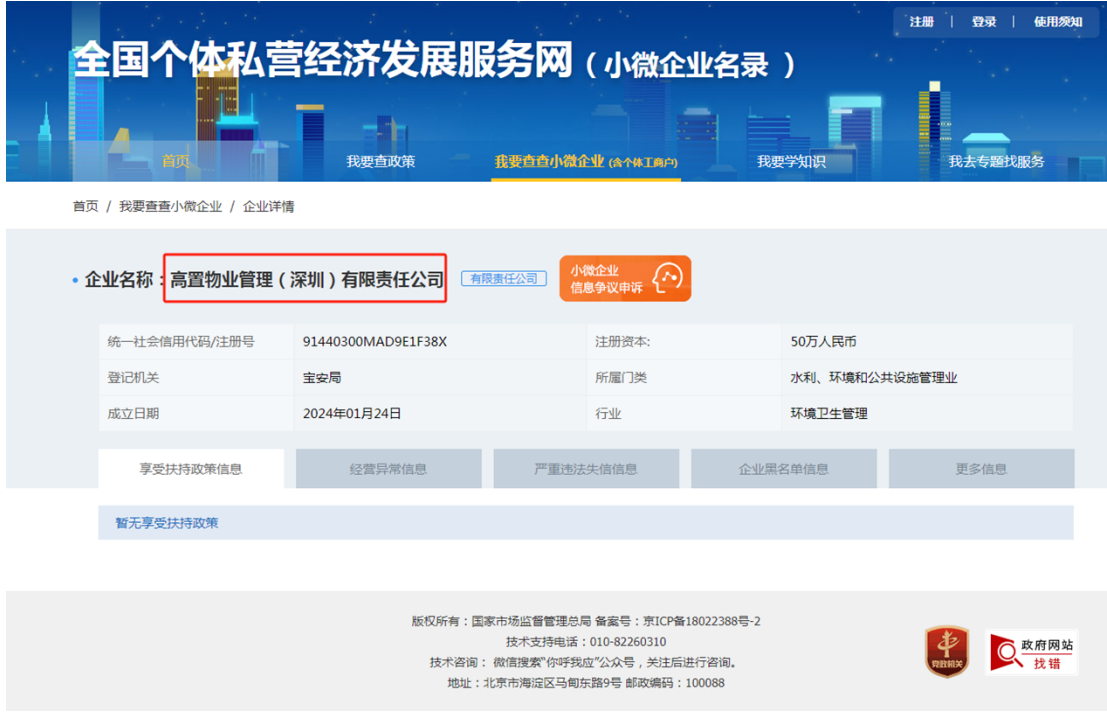 注册 | 登录 | 使用须知
全国个体私营经济发展服务网（小微企业名录 ）
首页 我要查政策 我要查查小微企业 (含个体工商户) 我要学知识 我去专题找服务
首页 / 我要查查小微企业 / 企业详情
• 企业名称：高置物业管理（深圳）有限责任公司 有限责任公司 小微企业
信息争议申诉
统一社会信用代码/注册号 91440300MAD9E1F38X 注册资本: 50万人民币
登记机关 宝安局 所属门类 水利、环境和公共设施管理业
成立日期 2024年01月24日 行业 环境卫生管理
享受扶持政策信息 经营异常信息 严重违法失信信息 企业黑名单信息 更多信息
暂无享受扶持政策
版权所有：国家市场监督管理总局 备案号：京ICP备18022388号-2
技术支持电话：010-82260310
技术咨询： 微信搜索“你呼我应”公众号，关注后进行咨询。
地址：北京市海淀区马甸东路9号 邮政编码：100088
党政机关
政府网站
找错